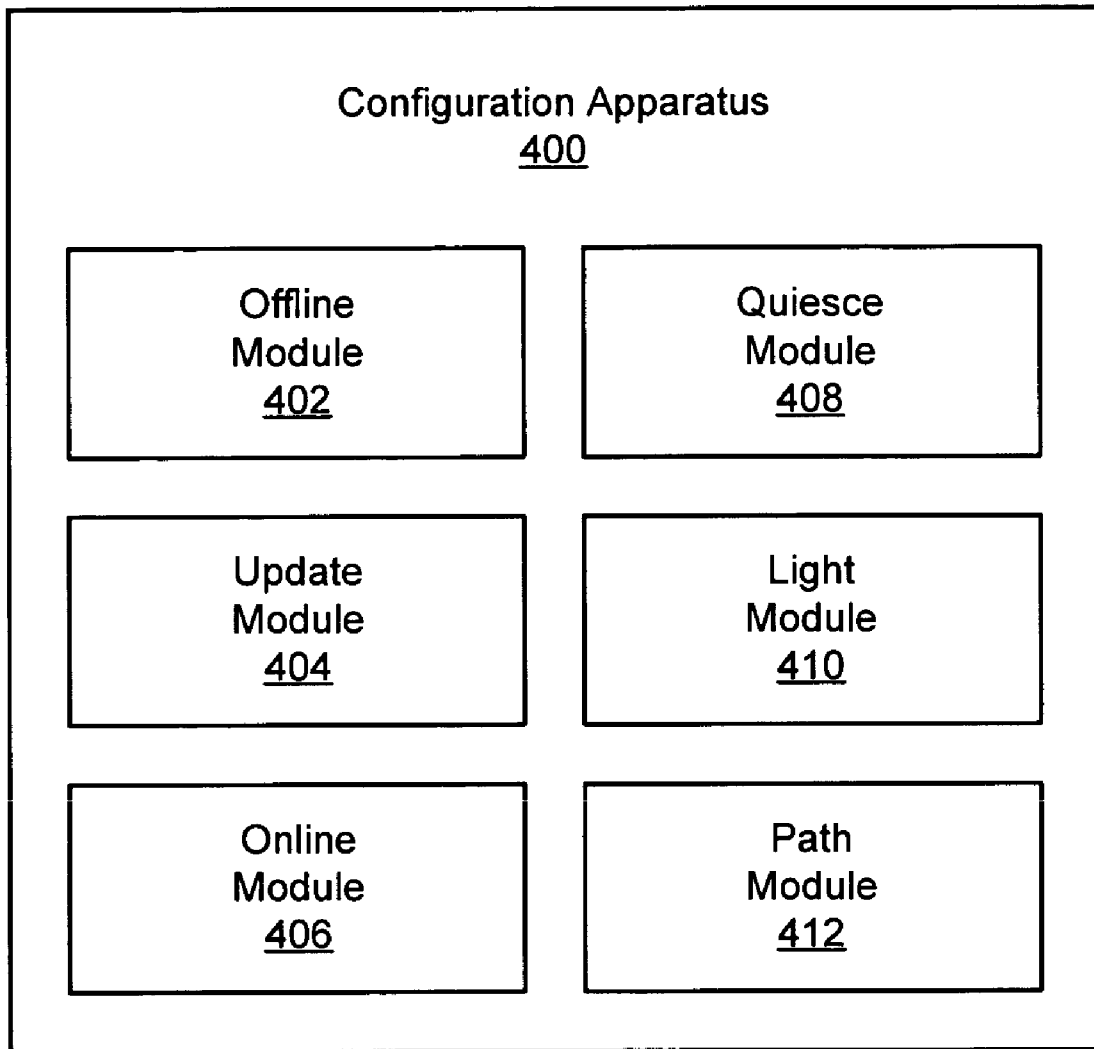 Configuration Apparatus
400
Offline
Module
402
Quiesce
Module
408
Update
Module
404
Light
Module
410
Online
Module
406
Path
Module
412